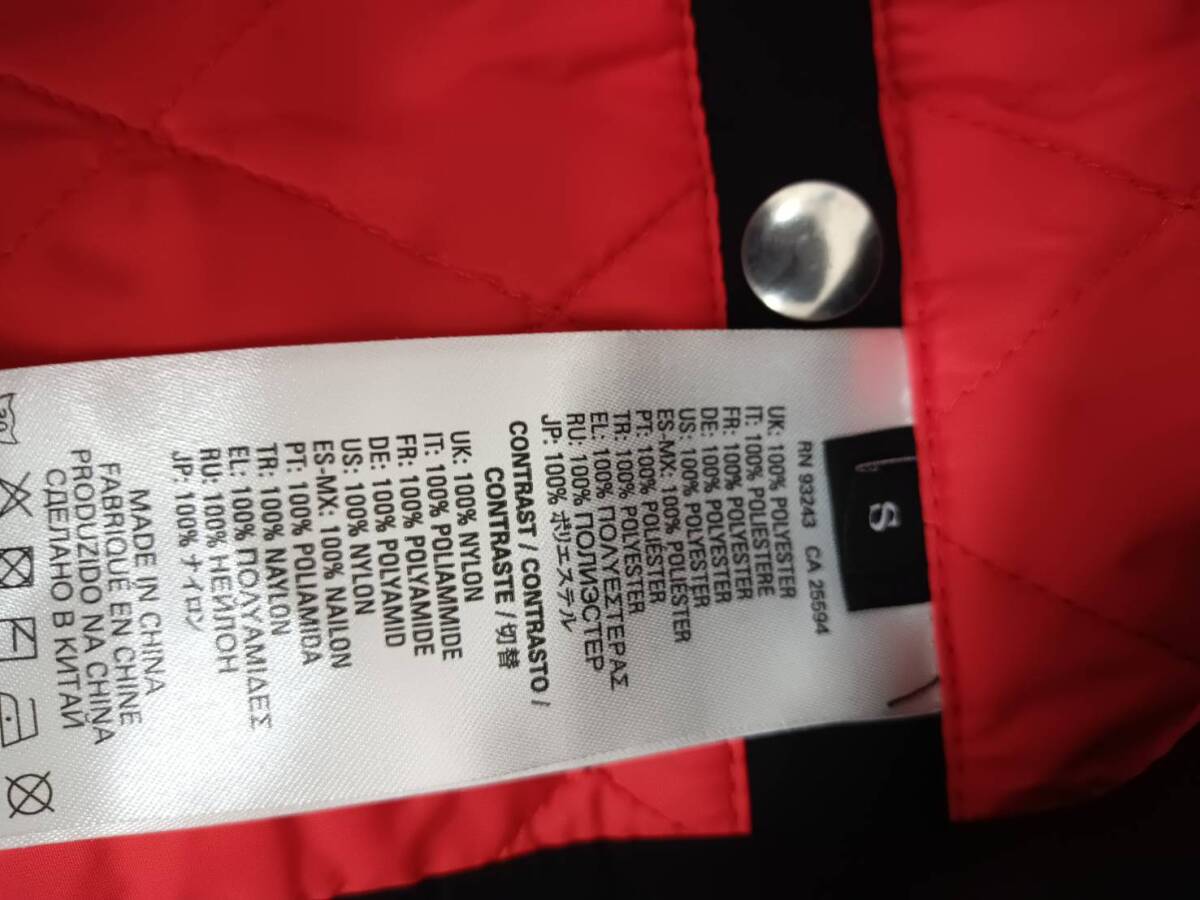 S
RN 93243 CA 25594
UK: 100% POLYESTER
IT: 100% POLIESTERE
FR: 100% POLYESTER
DE: 100% POLYESTER
US: 100% POLYESTER
ES-MX: 100% POLIESTER
PT: 100% POLIESTER
TR: 100% POLYESTER
EL: 100% ΠΟΛΥΕΣΤΕΡΑΣ
RU: 100% ПОЛИЭСТЕР
JP: 100% ポリエステル
CONTRAST / CONTRASTO /
CONTRASTE / 切替
UK: 100% NYLON
IT: 100% POLIAMMIDE
FR: 100% POLYAMIDE
DE: 100% POLYAMID
US: 100% NYLON
ES-MX: 100% NAILON
PT: 100% POLIAMIDA
TR: 100% NAYLON
EL: 100% ΠΟΛΥΑΜΙΔΕΣ
RU: 100% НЕЙЛОН
JP: 100% ナイロン
MADE IN CHINA
FABRIQUE EN CHINE
PRODUZIDO NA CHINA
СДЕЛАНО В КИТАЙ
30